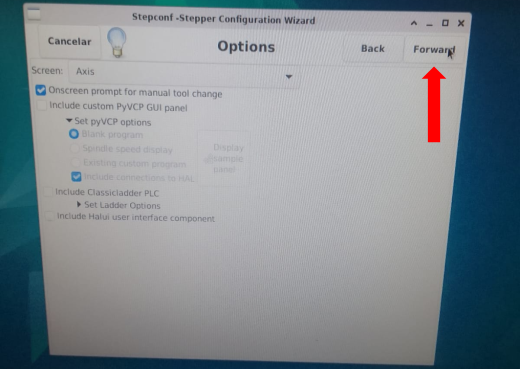 Stepconf -Stepper Configuration Wizard
Cancelar
Options
Back
Forward
Screen: Axis
Onscreen prompt for manual tool change
Include custom PyVCP GUI panel
Set pyVCP options
Blank program
Spindle speed display
Existing custom program
Include connections to HAL
Display
sample
panel
Include Classicladder PLC
Set Ladder Options
Include Halui user interface component